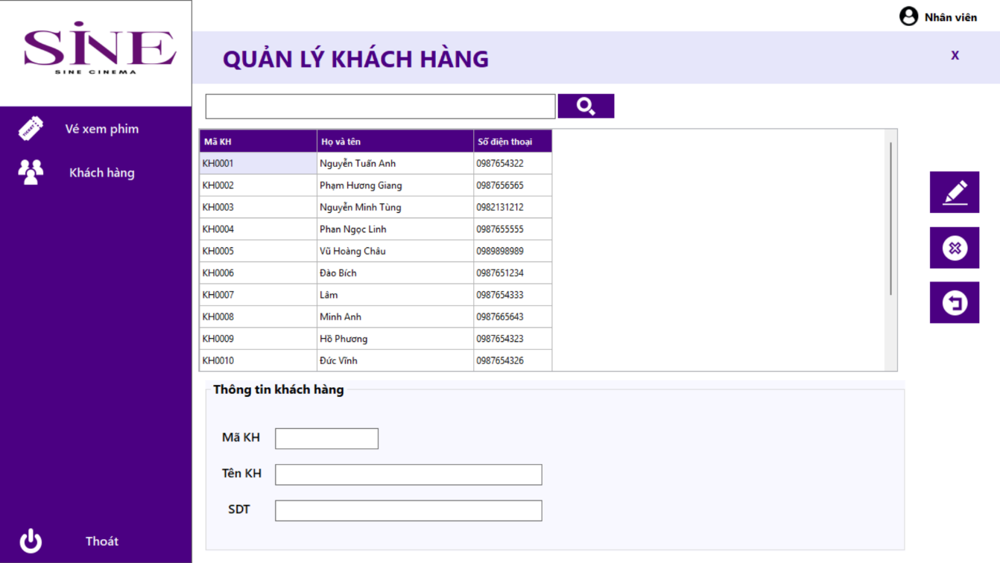 SINE
SINE CINEMA
Nhân viên
QUẢN LÝ KHÁCH HÀNG
X
Vé xem phim
Khách hàng
Mã KH Họ và tên Số điện thoại
KH0001 Nguyễn Tuấn Anh 0987654322
KH0002 Phạm Hương Giang 0987656565
KH0003 Nguyễn Minh Tùng 0982131212
KH0004 Phan Ngọc Linh 0987655555
KH0005 Vũ Hoàng Châu 0989898989
KH0006 Đào Bích 0987651234
KH0007 Lâm 0987654333
KH0008 Minh Anh 0987665643
KH0009 Hồ Phương 0987654323
KH0010 Đức Vĩnh 0987654326
Thông tin khách hàng
Mã KH
Tên KH
SDT
Thoát